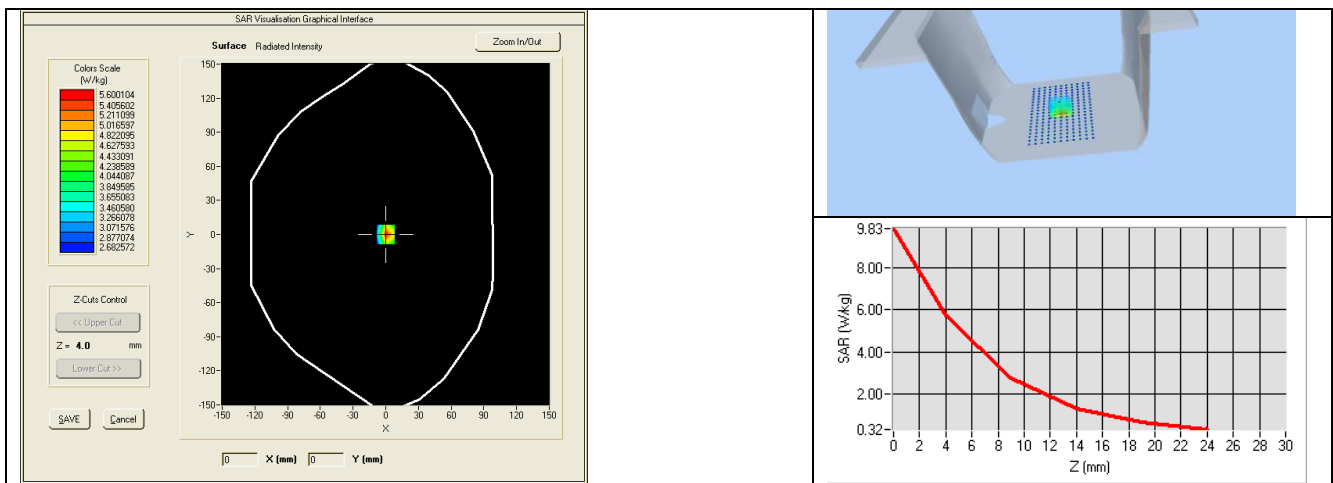 SAR Visualisation Graphical Interface
Surface Radiated Intensity
Zoom In/Out
Colors Scale
(W/kg)
5.600104
5.405602
5.211099
5.016597
4.822095
4.627593
4.433091
4.238589
4.044087
3.849585
3.655083
3.460580
3.266078
3.071576
2.877074
2.682572
Z-Cuts Control
<< Upper Cut
Z = 4.0 mm
Lower Cut >>
SAVE Cancel
150-
120-
90-
60-
30-
0-
-30-
-60-
-90-
-120-
-150-
Y
-150 -120 -90 -60 -30 0 30 60 90 120 150
X
0 X (mm) 0 Y (mm)
9.83-
8.00-
6.00-
4.00-
2.00-
0.32-
SAR (W/kg)
0 2 4 6 8 10 12 14 16 18 20 22 24 26 28 30
Z (mm)